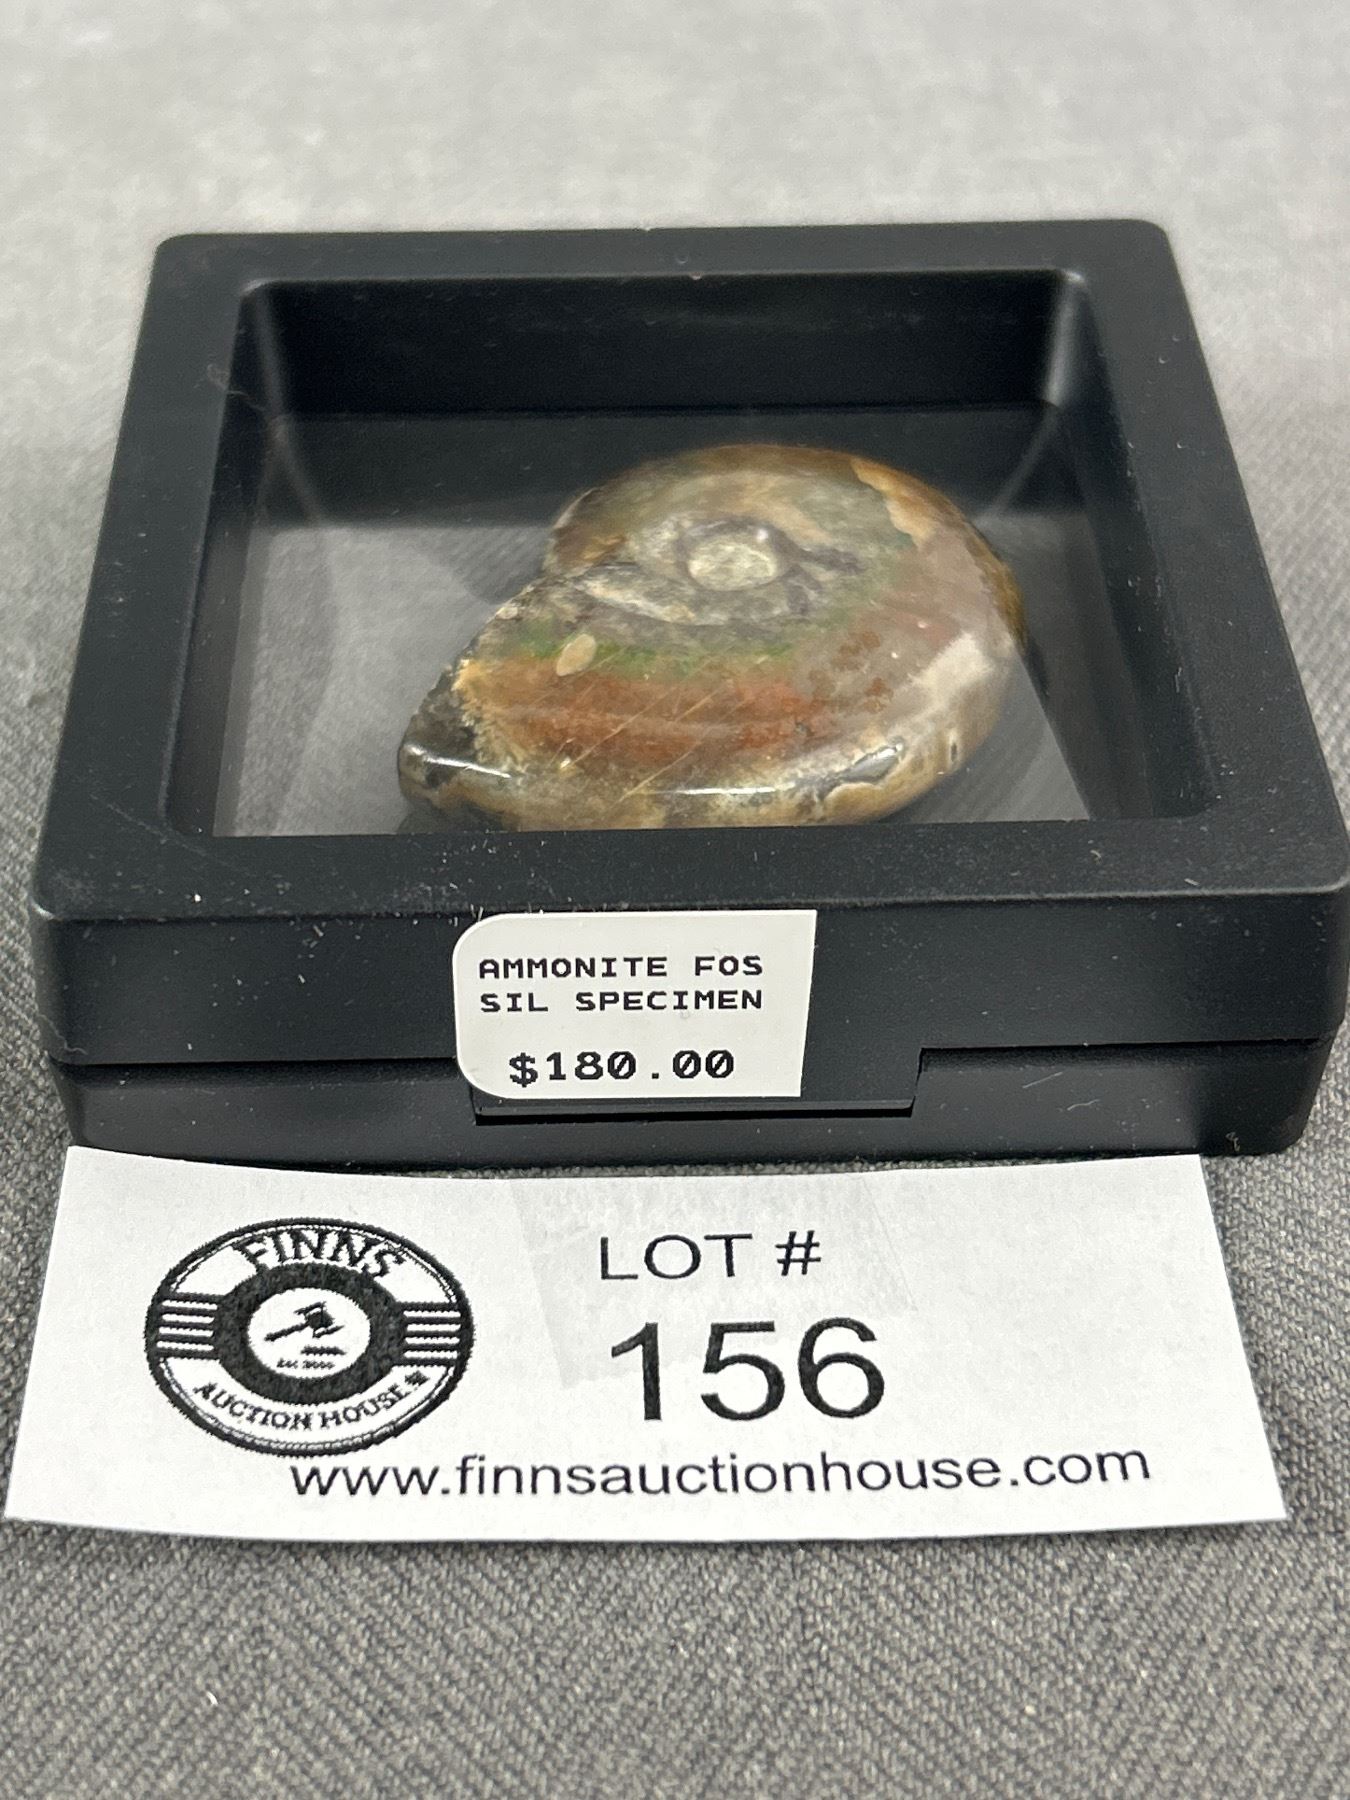 AMMONITE FOS
SIL SPECIMEN
$180.00
FINNS
AUCTION HOUSE
LOT #
156
www.finnsauctionhouse.com